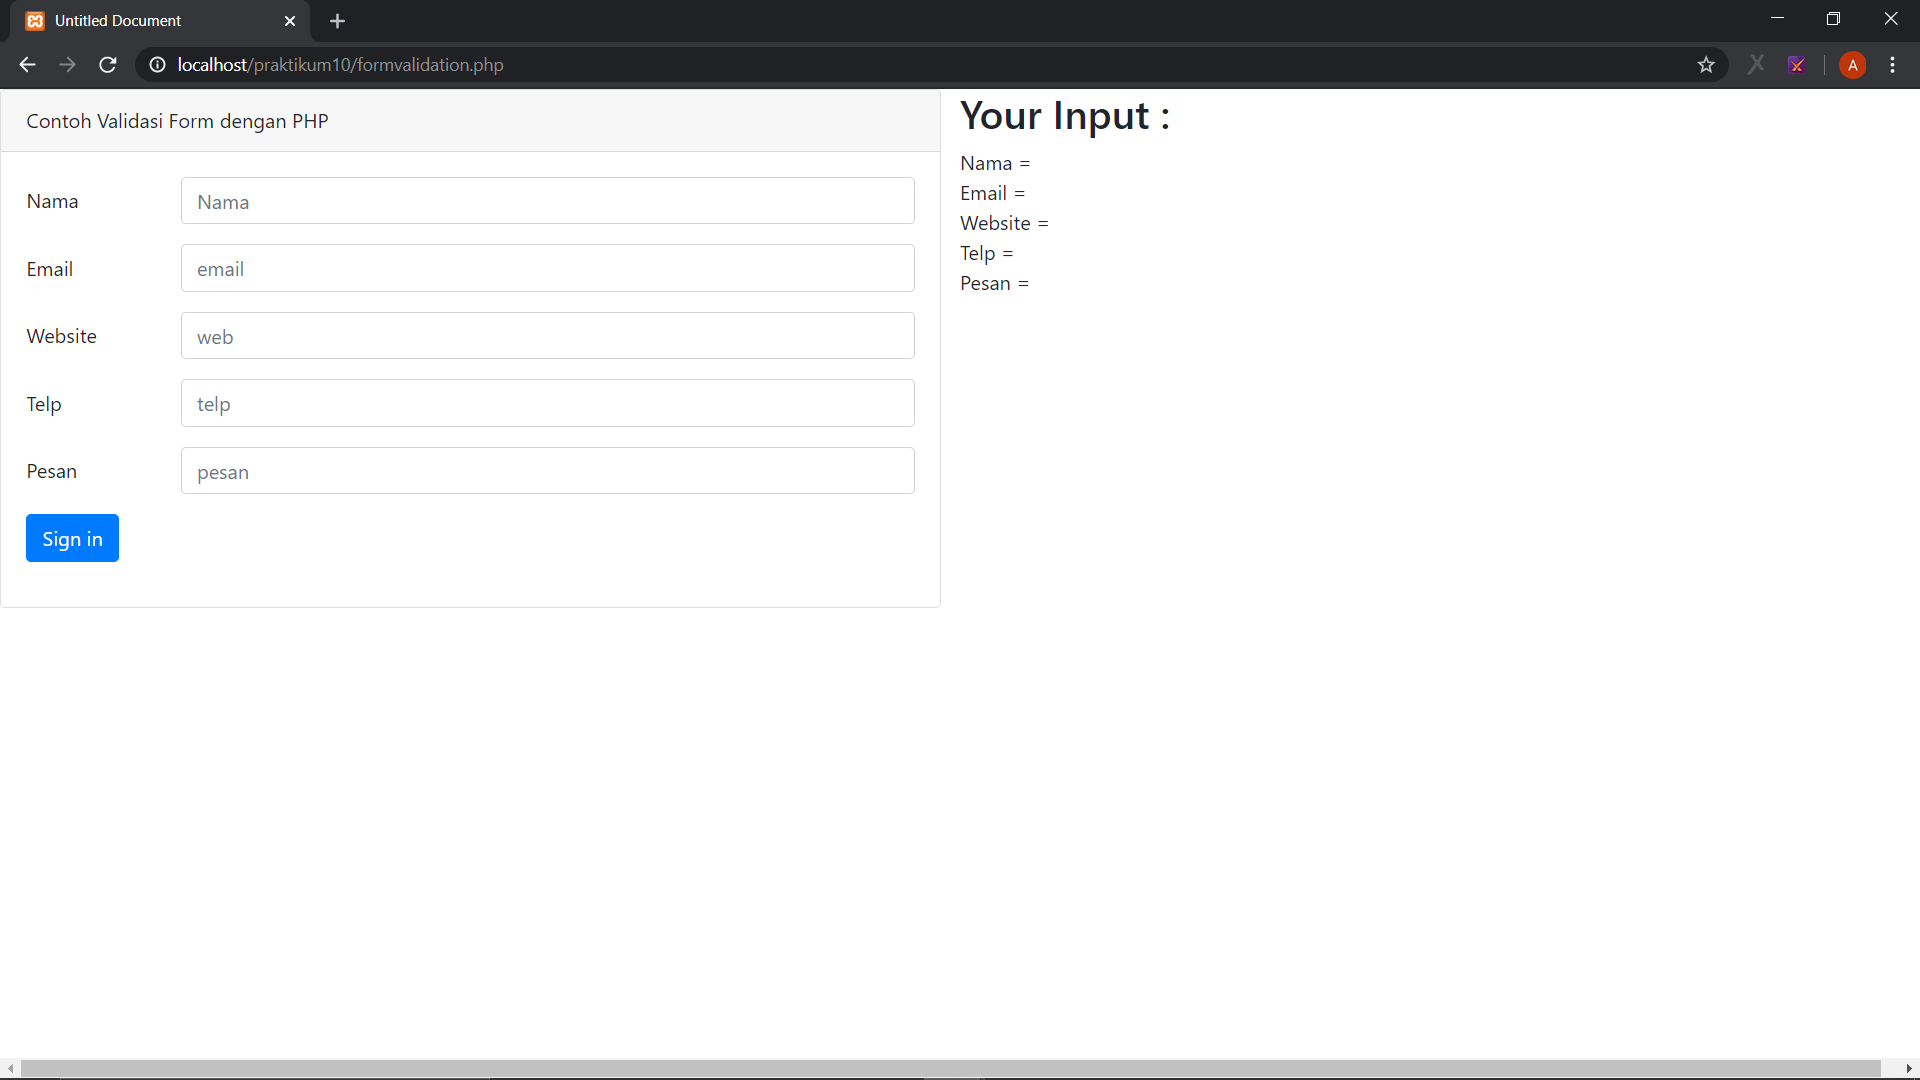 Untitled Document
localhost/praktikum10/formvalidation.php
A
Contoh Validasi Form dengan PHP
Nama Nama
Email email
Website web
Telp telp
Pesan pesan
Sign in
Your Input :
Nama =
Email =
Website =
Telp =
Pesan =